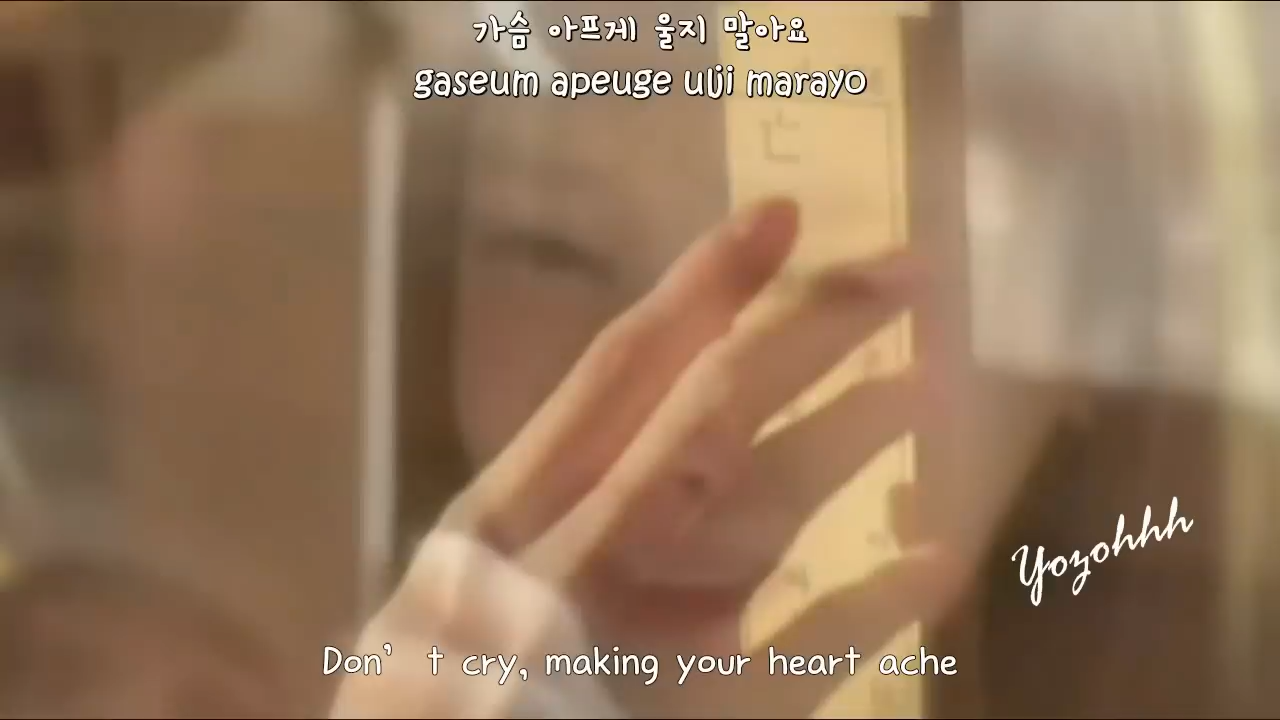 가슴 아프게 울지 말아요
gaseum apeuge ulji marayo
亡
Yozohhh
Don't cry, making your heart ache